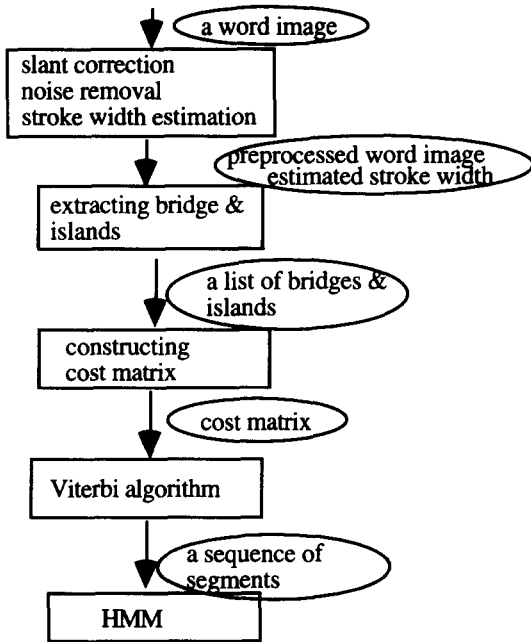 a word image
slant correction
noise removal
stroke width estimation
preprocessed word image
estimated stroke width
extracting bridge &
islands
a list of bridges &
islands
constructing
cost matrix
cost matrix
Viterbi algorithm
a sequence of
segments
HMM